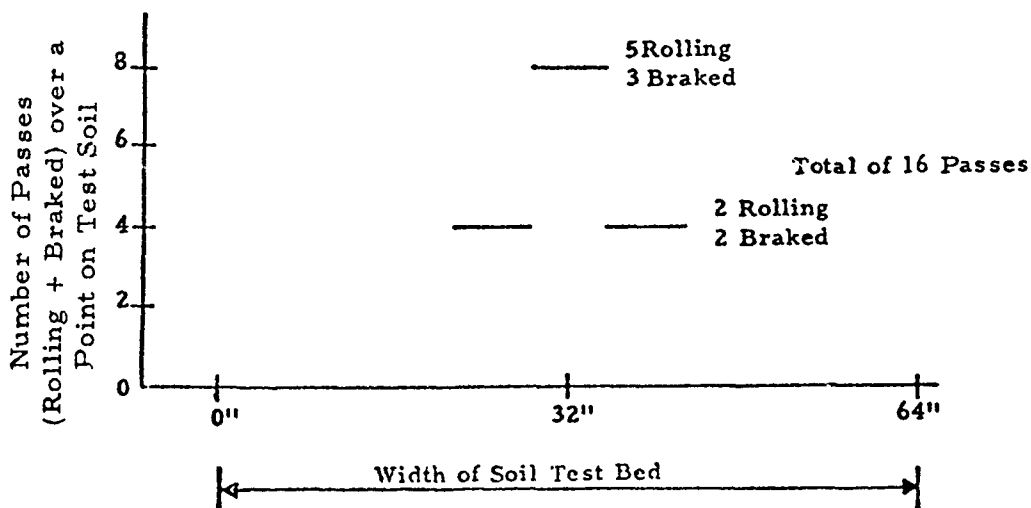 Number of Passes
(Rolling + Braked) over a
Point on Test Soil
8
6
4
2
0
5 Rolling
3 Braked
Total of 16 Passes
2 Rolling
2 Braked
0"
32"
64"
Width of Soil Test Bed